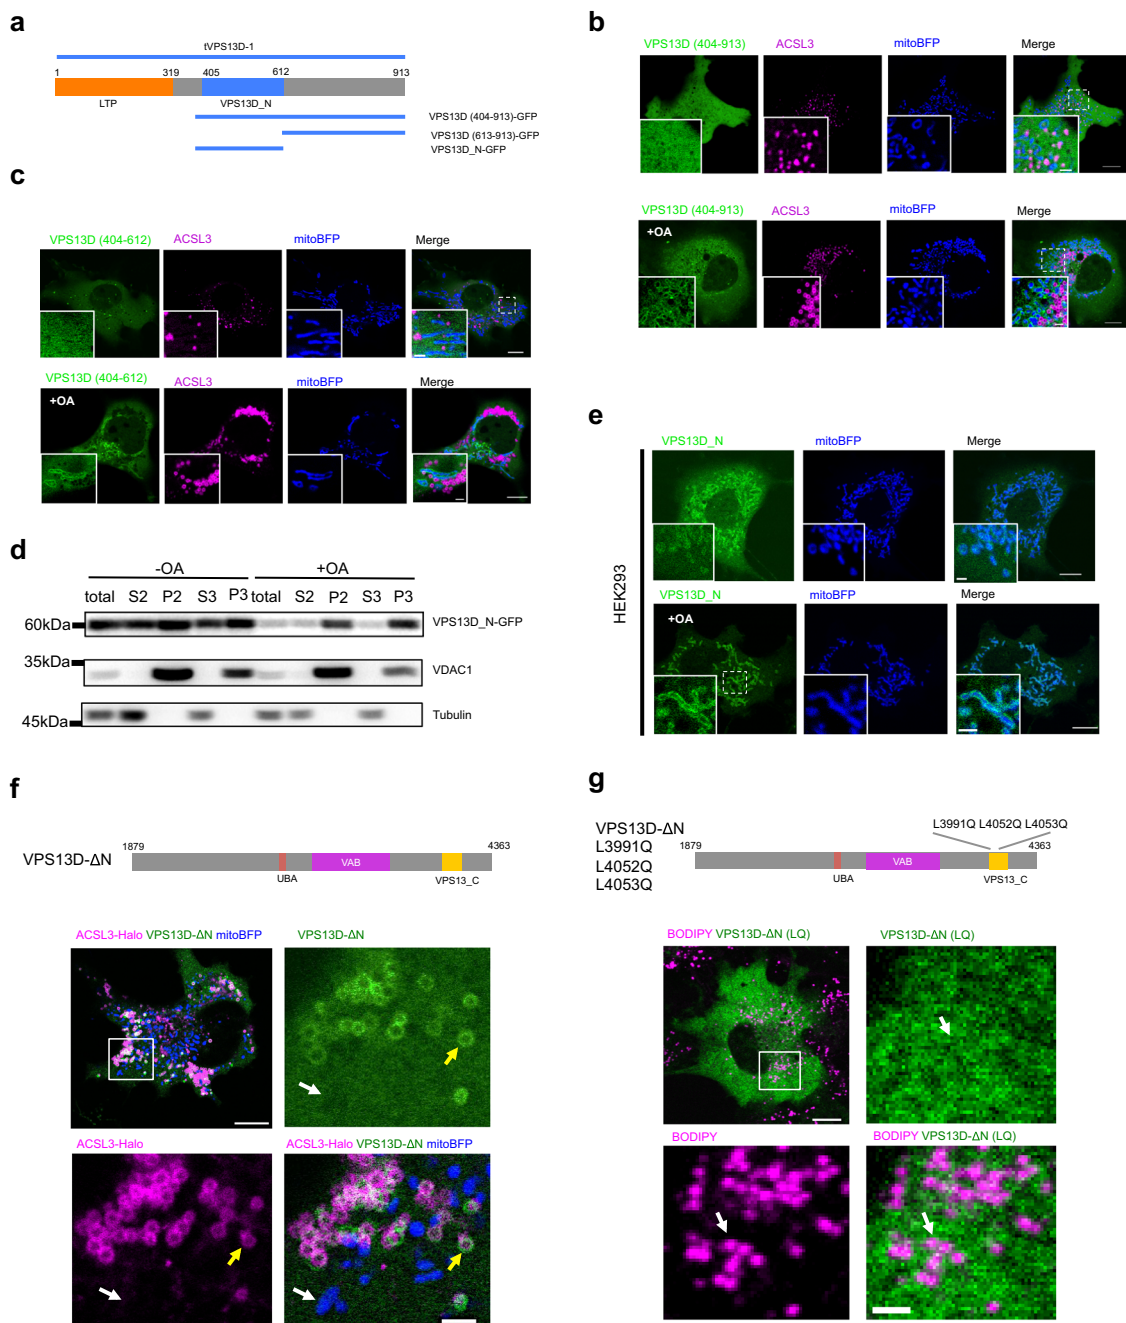 a
tVPS13D-1
1 319 405 612 913
LTP VPS13D_N
VPS13D (404-913)-GFP
VPS13D (613-913)-GFP
VPS13D_N-GFP
b
VPS13D (404-913) ACSL3 mitoBFP Merge
VPS13D (404-913) ACSL3 mitoBFP Merge
+OA
c
VPS13D (404-612) ACSL3 mitoBFP Merge
VPS13D (404-612) ACSL3 mitoBFP Merge
+OA
d
-OA +OA
total S2 P2 S3 P3 total S2 P2 S3 P3
60kDa VPS13D_N-GFP
35kDa VDAC1
45kDa Tubulin
e
HEK293
VPS13D_N mitoBFP Merge
VPS13D_N mitoBFP Merge
+OA
f
VPS13D-ΔN
1879 4363
VAB
UBA VPS13_C
ACSL3-Halo VPS13D-ΔN mitoBFP VPS13D-ΔN
ACSL3-Halo ACSL3-Halo VPS13D-ΔN mitoBFP
g
VPS13D-ΔN
L3991Q
L4052Q
L4053Q
L3991Q L4052Q L4053Q
1879 4363
VAB
UBA VPS13_C
BODIPY VPS13D-ΔN (LQ) VPS13D-ΔN (LQ)
BODIPY BODIPY VPS13D-ΔN (LQ)